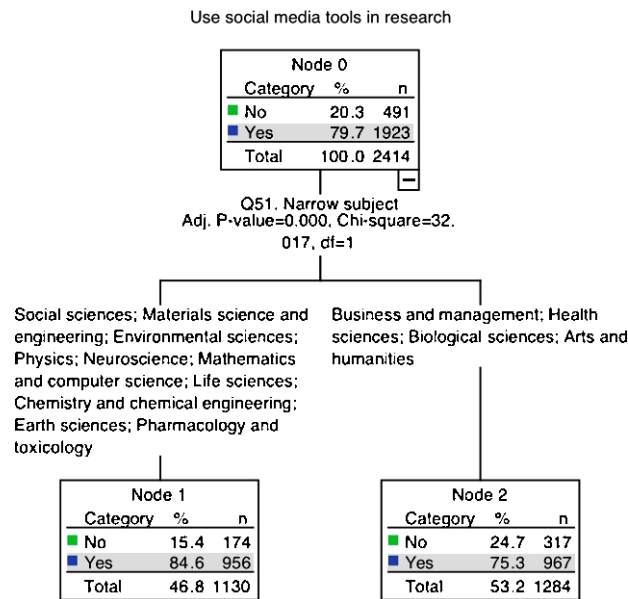 Use social media tools in research
Node 0
Category % n
No 20.3 491
Yes 79.7 1923
Total 100.0 2414
Q51. Narrow subject
Adj. P-value=0.000, Chi-square=32.
017, df=1
Social sciences; Materials science and
engineering; Environmental sciences;
Physics; Neuroscience; Mathematics
and computer science; Life sciences;
Chemistry and chemical engineering;
Earth sciences; Pharmacology and
toxicology
Business and management; Health
sciences; Biological sciences; Arts and
humanities
Node 1
Category % n
No 15.4 174
Yes 84.6 956
Total 46.8 1130
Node 2
Category % n
No 24.7 317
Yes 75.3 967
Total 53.2 1284